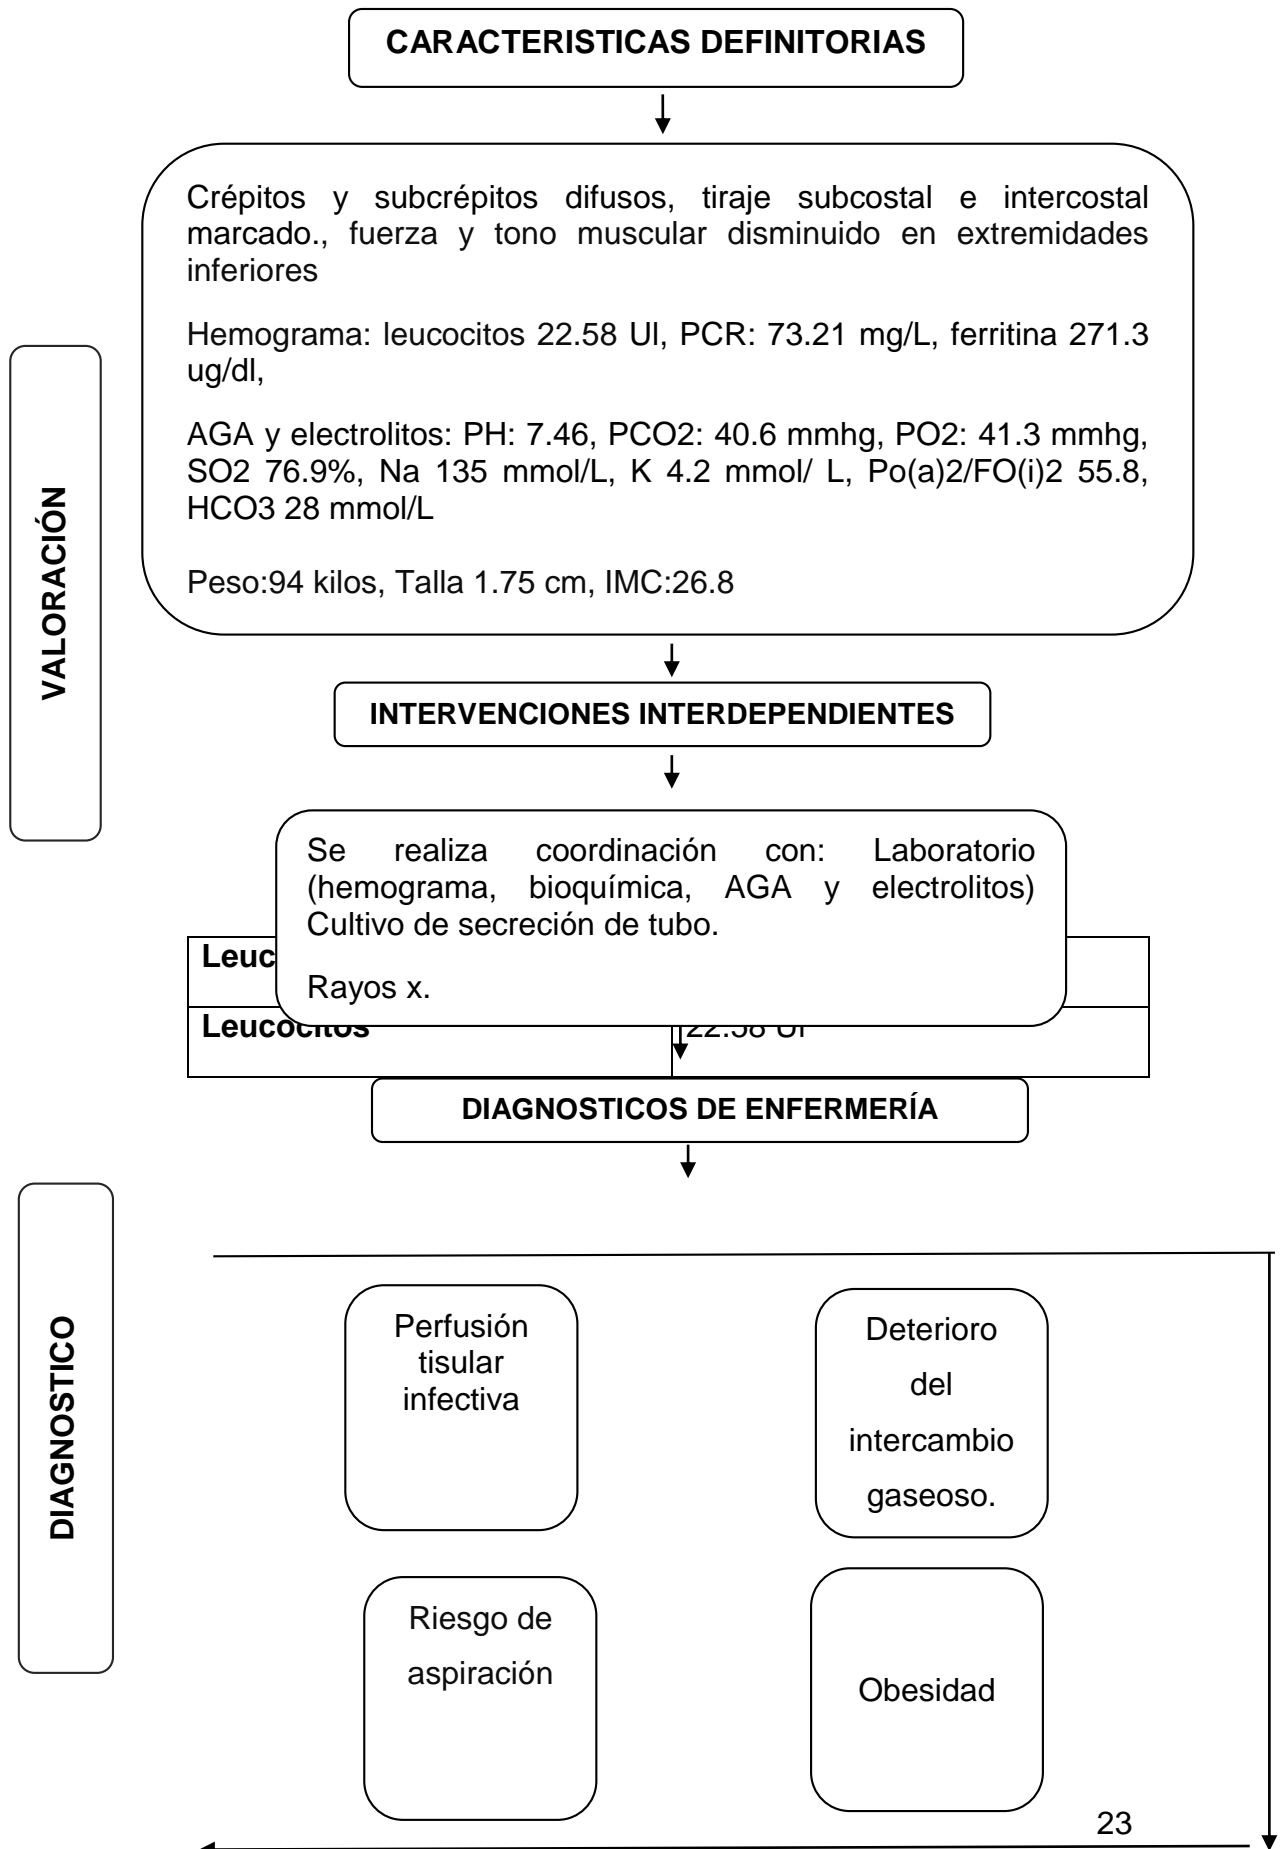 CARACTERISTICAS DEFINITORIAS
Crépitos y subcrépitos difusos, tiraje subcostal e intercostal
marcado., fuerza y tono muscular disminuido en extremidades
inferiores
Hemograma: leucocitos 22.58 Ul, PCR: 73.21 mg/L, ferritina 271.3
ug/dl,
AGA y electrolitos: PH: 7.46, PCO2: 40.6 mmhg, PO2: 41.3 mmhg,
SO2 76.9%, Na 135 mmol/L, K 4.2 mmol/ L, Po(a)2/FO(i)2 55.8,
HCO3 28 mmol/L
Peso:94 kilos, Talla 1.75 cm, IMC:26.8
VALORACIÓN
INTERVENCIONES INTERDEPENDIENTES
Se realiza coordinación con: Laboratorio
(hemograma, bioquímica, AGA y electrolitos)
Cultivo de secreción de tubo.
Rayos x.
Leuc
Leucocitos 22.58 Ul
DIAGNOSTICOS DE ENFERMERÍA
DIAGNOSTICO
Perfusión
tisular
infectiva
Deterioro
del
intercambio
gaseoso.
Riesgo de
aspiración
Obesidad
23